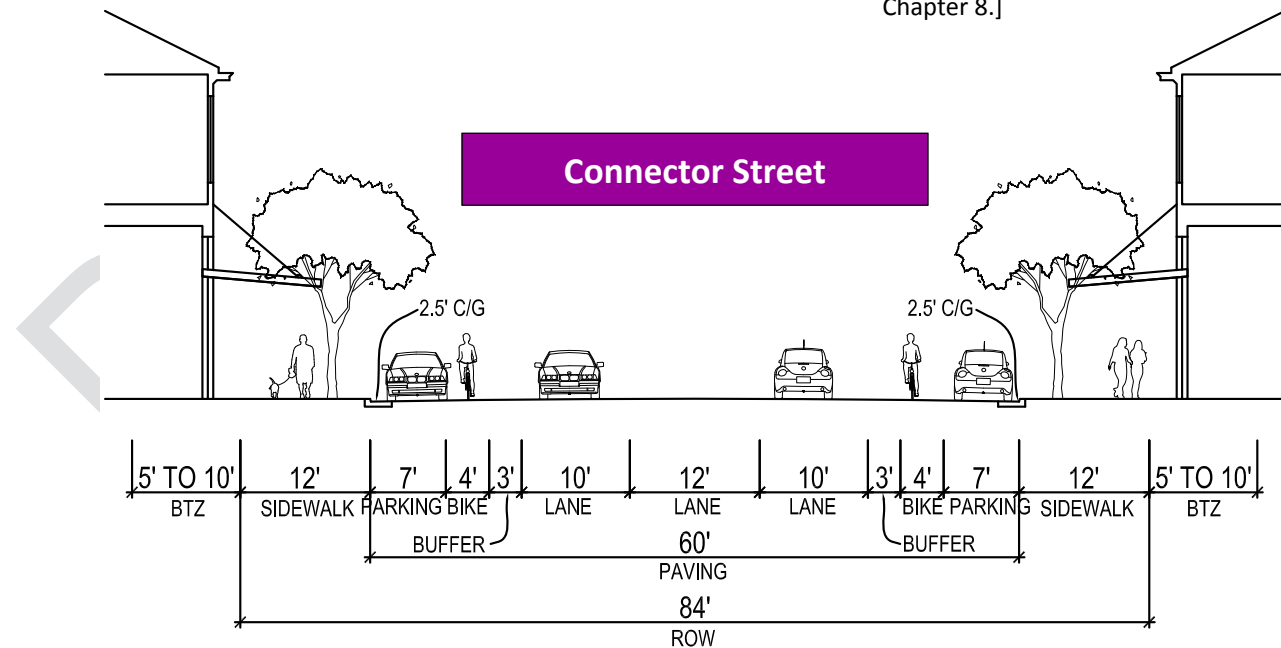 Chapter 8.]
Connector Street
2.5' C/G 2.5' C/G
5' TO 10' 12' 7' 4' 3' 10' 12' 10' 3' 4' 7' 12' 5' TO 10'
BTZ SIDEWALK PARKING BIKE LANE LANE LANE BIKE PARKING SIDEWALK BTZ
BUFFER 60' BUFFER
PAVING
84'
ROW